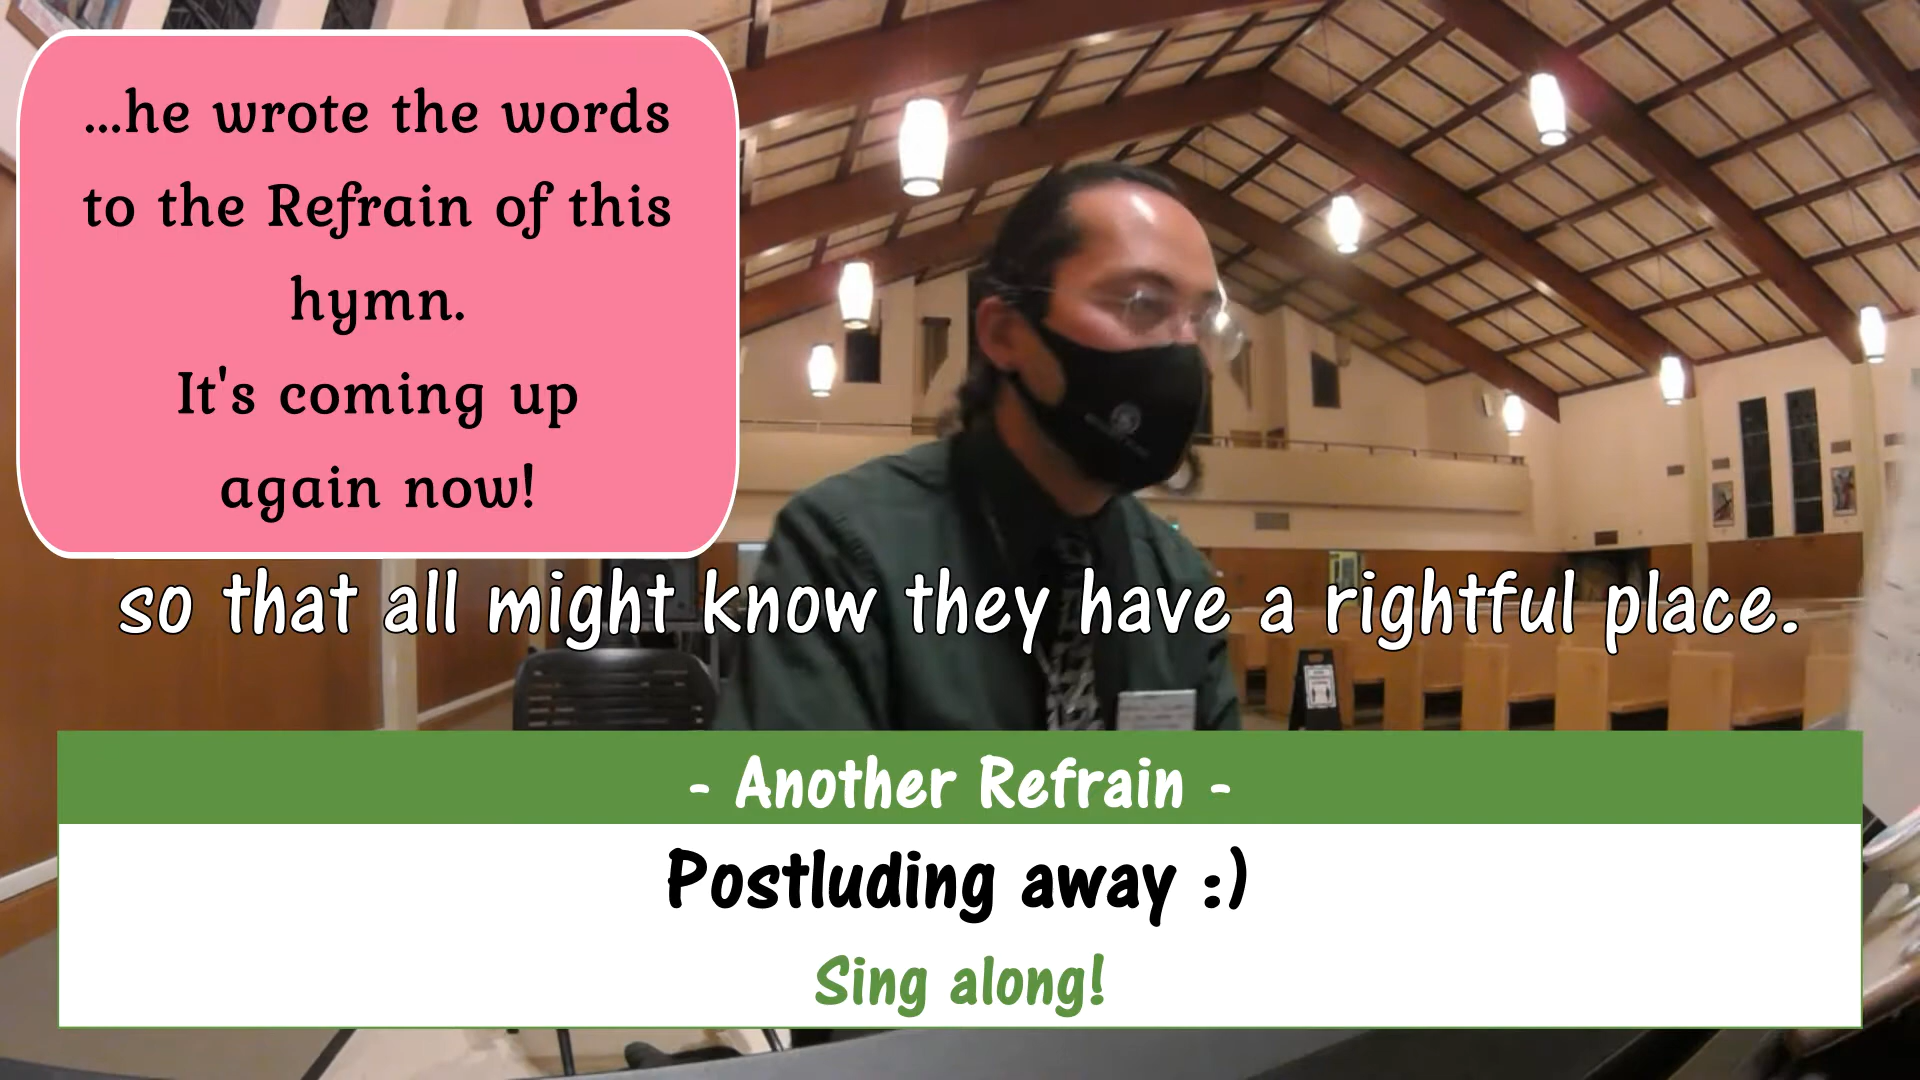 ...he wrote the words
to the Refrain of this
hymn.
It's coming up
again now!
so that all might know they have a rightful place.
- Another Refrain -
Postluding away :)
Sing along!